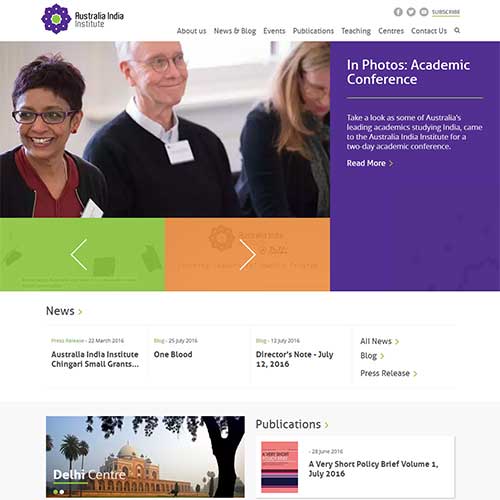 Australia India
Institute
SUBSCRIBE
About us News & Blog Events Publications Teaching Centres Contact Us
In Photos: Academic
Conference
Take a look as some of Australia's
leading academics studying India, came
to the Australia India Institute for a
two-day academic conference.
Read More
Australia India
News
Press Release - 22 March 2016
Australia India Institute
Chingari Small Grants...
Blog - 25 July 2016
One Blood
Blog - 12 July 2016
Director's Note - July
12, 2016
All News
Blog
Press Release
Delhi Centre
Publications
A VERY SHORT
POLICY BRIEF
- 28 June 2016
A Very Short Policy Brief Volume 1,
July 2016